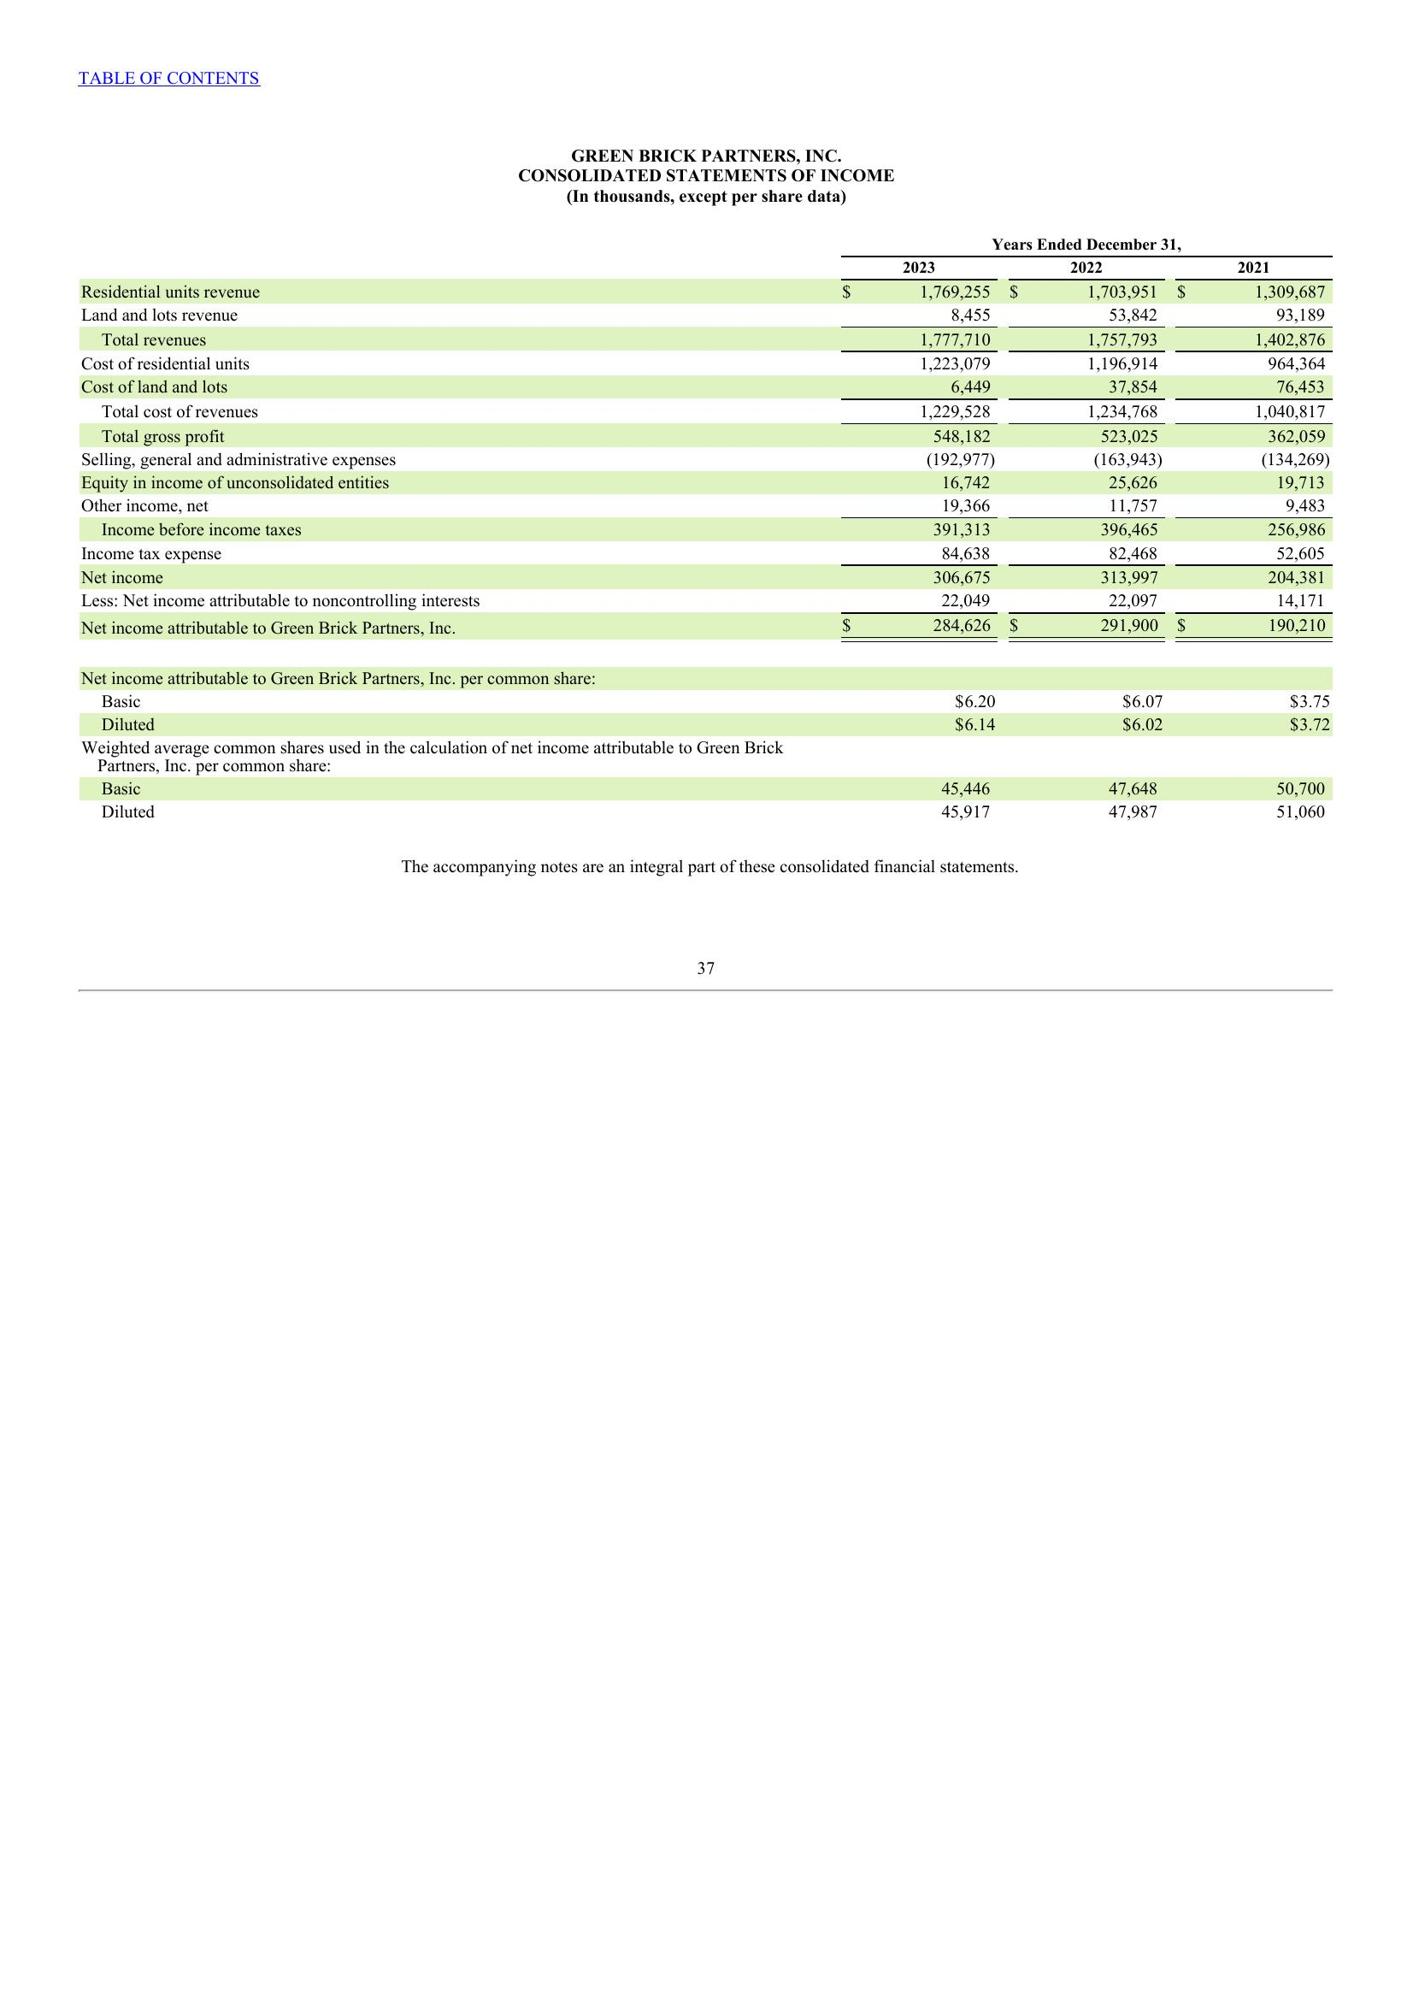 TABLE OF CONTENTS
GREEN BRICK PARTNERS, INC.
CONSOLIDATED STATEMENTS OF INCOME
(In thousands, except per share data)
Years Ended December 31,
2023 2022 2021
Residential units revenue $ 1,769,255 $ 1,703,951 $ 1,309,687
Land and lots revenue 8,455 53,842 93,189
Total revenues 1,777,710 1,757,793 1,402,876
Cost of residential units 1,223,079 1,196,914 964,364
Cost of land and lots 6,449 37,854 76,453
Total cost of revenues 1,229,528 1,234,768 1,040,817
Total gross profit 548,182 523,025 362,059
Selling, general and administrative expenses (192,977) (163,943) (134,269)
Equity in income of unconsolidated entities 16,742 25,626 19,713
Other income, net 19,366 11,757 9,483
Income before income taxes 391,313 396,465 256,986
Income tax expense 84,638 82,468 52,605
Net income 306,675 313,997 204,381
Less: Net income attributable to noncontrolling interests 22,049 22,097 14,171
Net income attributable to Green Brick Partners, Inc. $ 284,626 $ 291,900 $ 190,210
Net income attributable to Green Brick Partners, Inc. per common share:
Basic $6.20 $6.07 $3.75
Diluted $6.14 $6.02 $3.72
Weighted average common shares used in the calculation of net income attributable to Green Brick
Partners, Inc. per common share:
Basic 45,446 47,648 50,700
Diluted 45,917 47,987 51,060
The accompanying notes are an integral part of these consolidated financial statements.
37